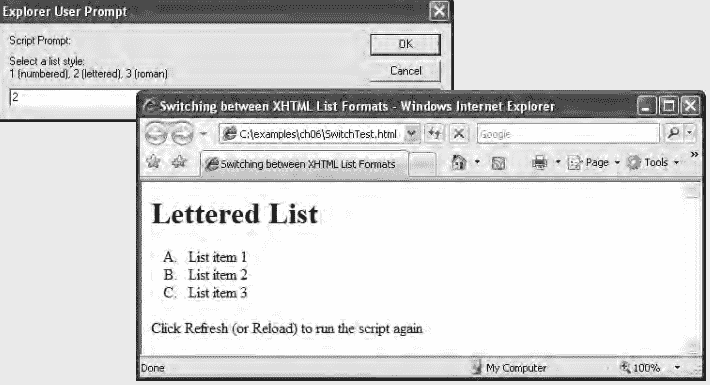 Explorer User Prompt
Script Prompt:
OK
Select a list style:
1 (numbered), 2 (lettered), 3 (roman)
Cancel
2
Switching between XHTML List Formats - Windows Internet Explorer
C:\examples\ch06\SwitchTest.html
Google
Switching between XHTML List Formats
Page
Tools
»
Lettered List
A. List item 1
B. List item 2
C. List item 3
Click Refresh (or Reload) to run the script again
Done
My Computer
100%